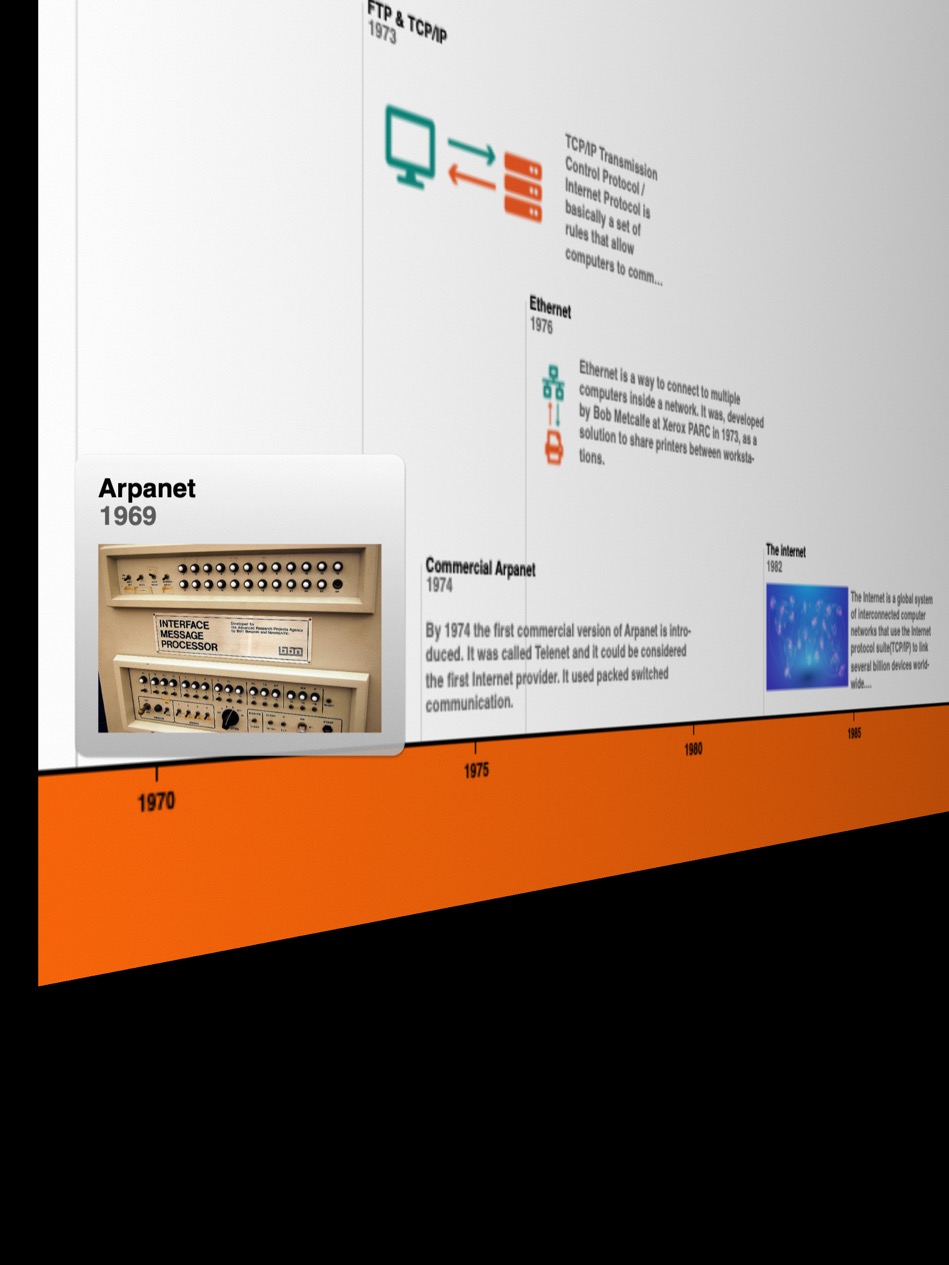 FTP & TCP/IP
1973
TCP/IP Transmission
Control Protocol /
Internet Protocol is
basically a set of
rules that allow
computers to comm...
Ethernet
1976
Ethernet is a way to connect to multiple
computers inside a network. It was, developed
by Bob Metcalfe at Xerox PARC in 1973, as a
solution to share printers between worksta-
tions.
Arpanet
1969
INTERFACE
MESSAGE
PROCESSOR
Developed for
the Advanced Research Projects Agency
by Bolt Beranek and Newman Inc.
bbn
Commercial Arpanet
1974
By 1974 the first commercial version of Arpanet is intro-
duced. It was called Telenet and it could be considered
the first Internet provider. It used packed switched
communication.
The internet
1982
The Internet is a global system
of interconnected computer
networks that use the Internet
protocol suite(TCP/IP) to link
several billion devices world-
wide....
1970
1975
1980
1985